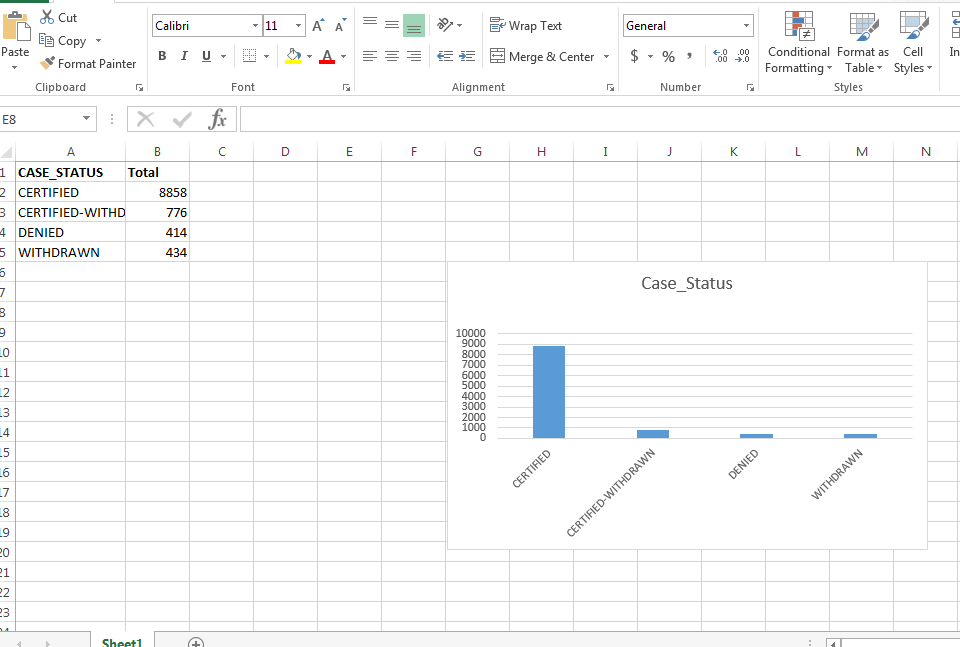 Cut
Calibri 11 A A Wrap Text General
Copy
Paste Format Painter B I U A Merge & Center $ % , .0 .00 .00 .0 Conditional Formatting Format as Table Cell Styles In
Clipboard Font Alignment Number Styles
E8 fx
A B C D E F G H I J K L M N
1 CASE_STATUS Total
2 CERTIFIED 8858
3 CERTIFIED-WITHD 776
4 DENIED 414
5 WITHDRAWN 434
6
7
8
9
10
11
12
13
14
15
16
17
18
19
20
21
22
23
Case_Status
10000
9000
8000
7000
6000
5000
4000
3000
2000
1000
0
CERTIFIED
CERTIFIED-WITHDRAWN
DENIED
WITHDRAWN
Sheet1